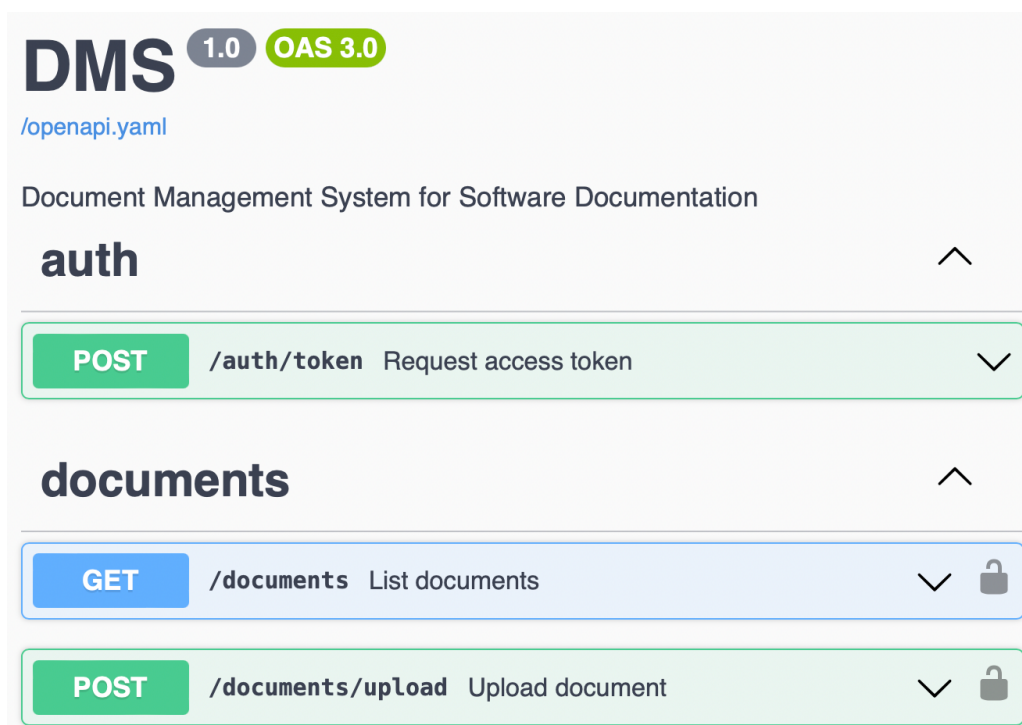 DMS 1.0 OAS 3.0
/openapi.yaml
Document Management System for Software Documentation
auth
POST /auth/token Request access token
documents
GET /documents List documents
POST /documents/upload Upload document